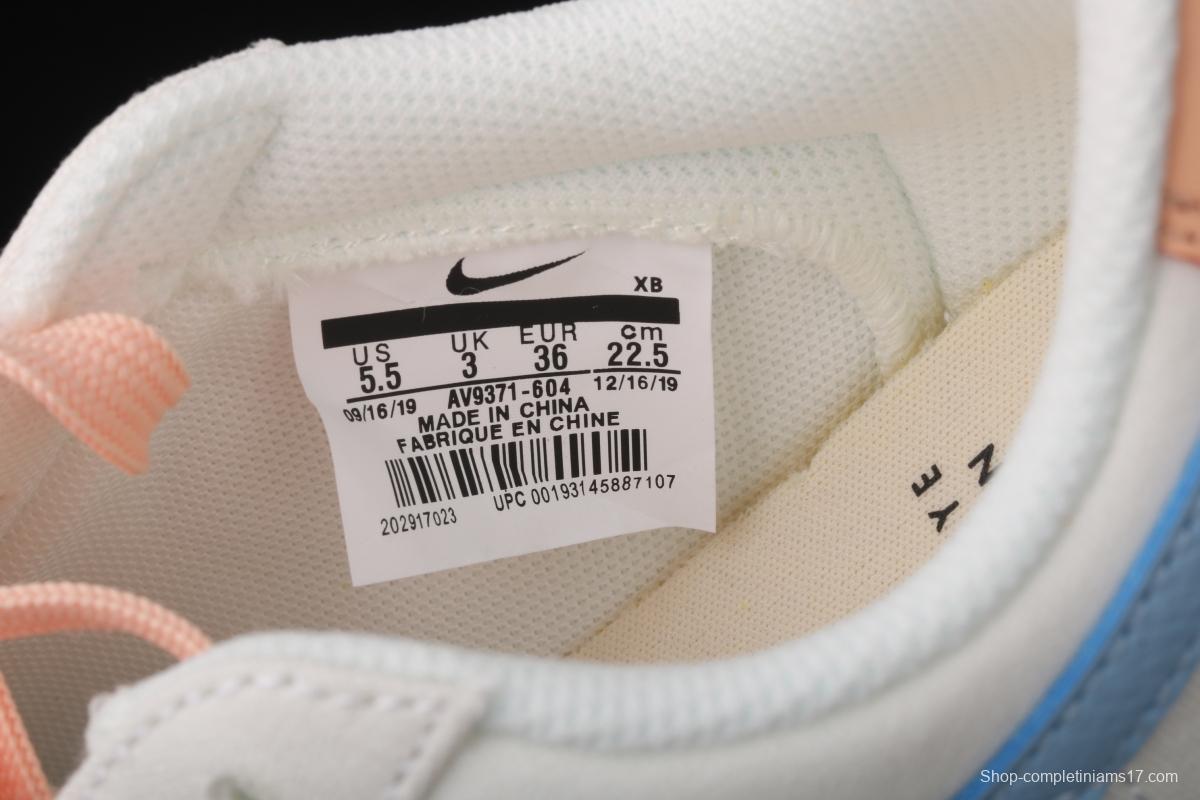 XB
US UK EUR cm
5.5 3 36 22.5
09/16/19 AV9371-604 12/16/19
MADE IN CHINA
FABRIQUE EN CHINE
202917023 UPC 00193145887107
YE
N
Shop-completiniams17.com